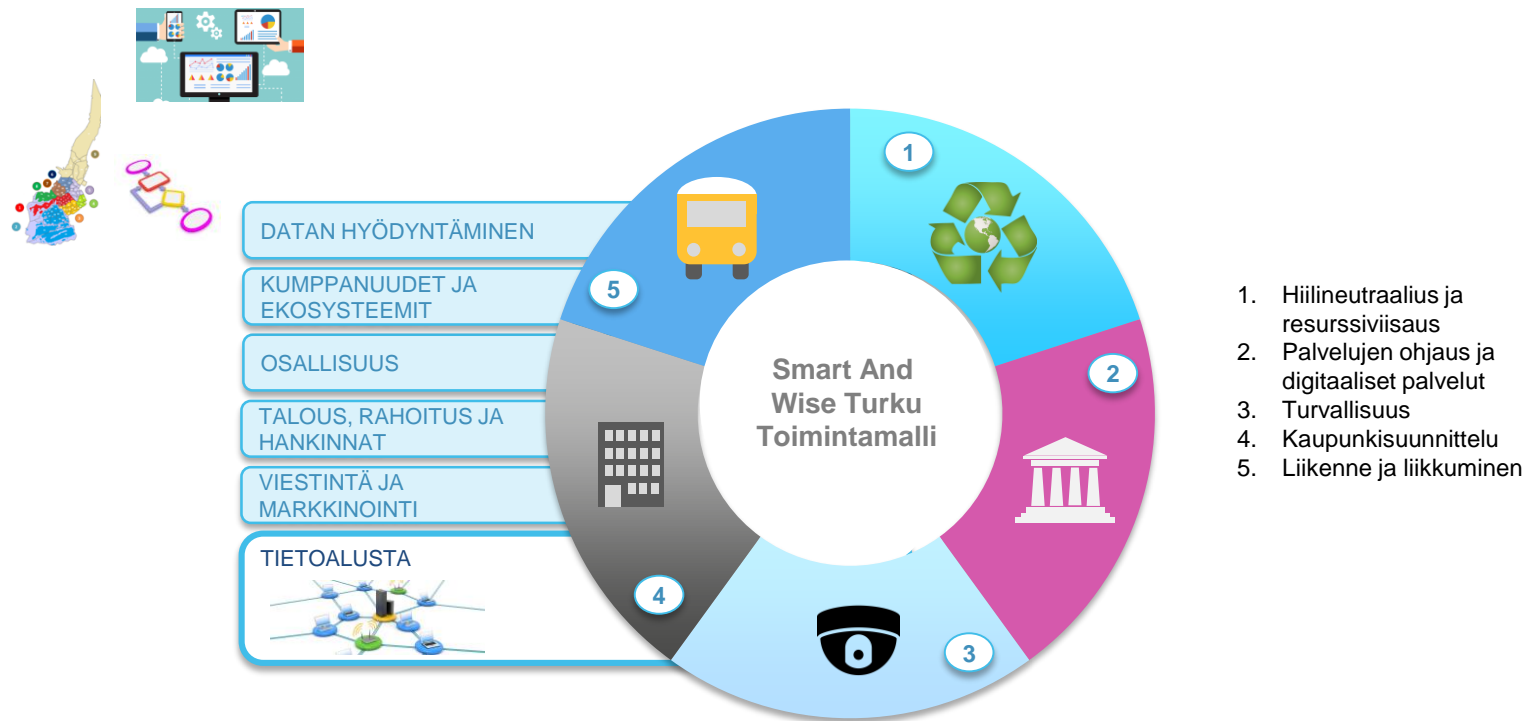 DATAN HYÖDYNTÄMINEN
KUMPPANUUDET JA
EKOSYSTEEMIT
OSALLISUUS
TALOUS, RAHOITUS JA
HANKINNAT
VIESTINTÄ JA
MARKKINOINTI
TIETOALUSTA
1
2
3
4
5
Smart And
Wise Turku
Toimintamalli
1. Hiilineutraalius ja
resurssiviisaus
2. Palvelujen ohjaus ja
digitaaliset palvelut
3. Turvallisuus
4. Kaupunkisuunnittelu
5. Liikenne ja liikkuminen